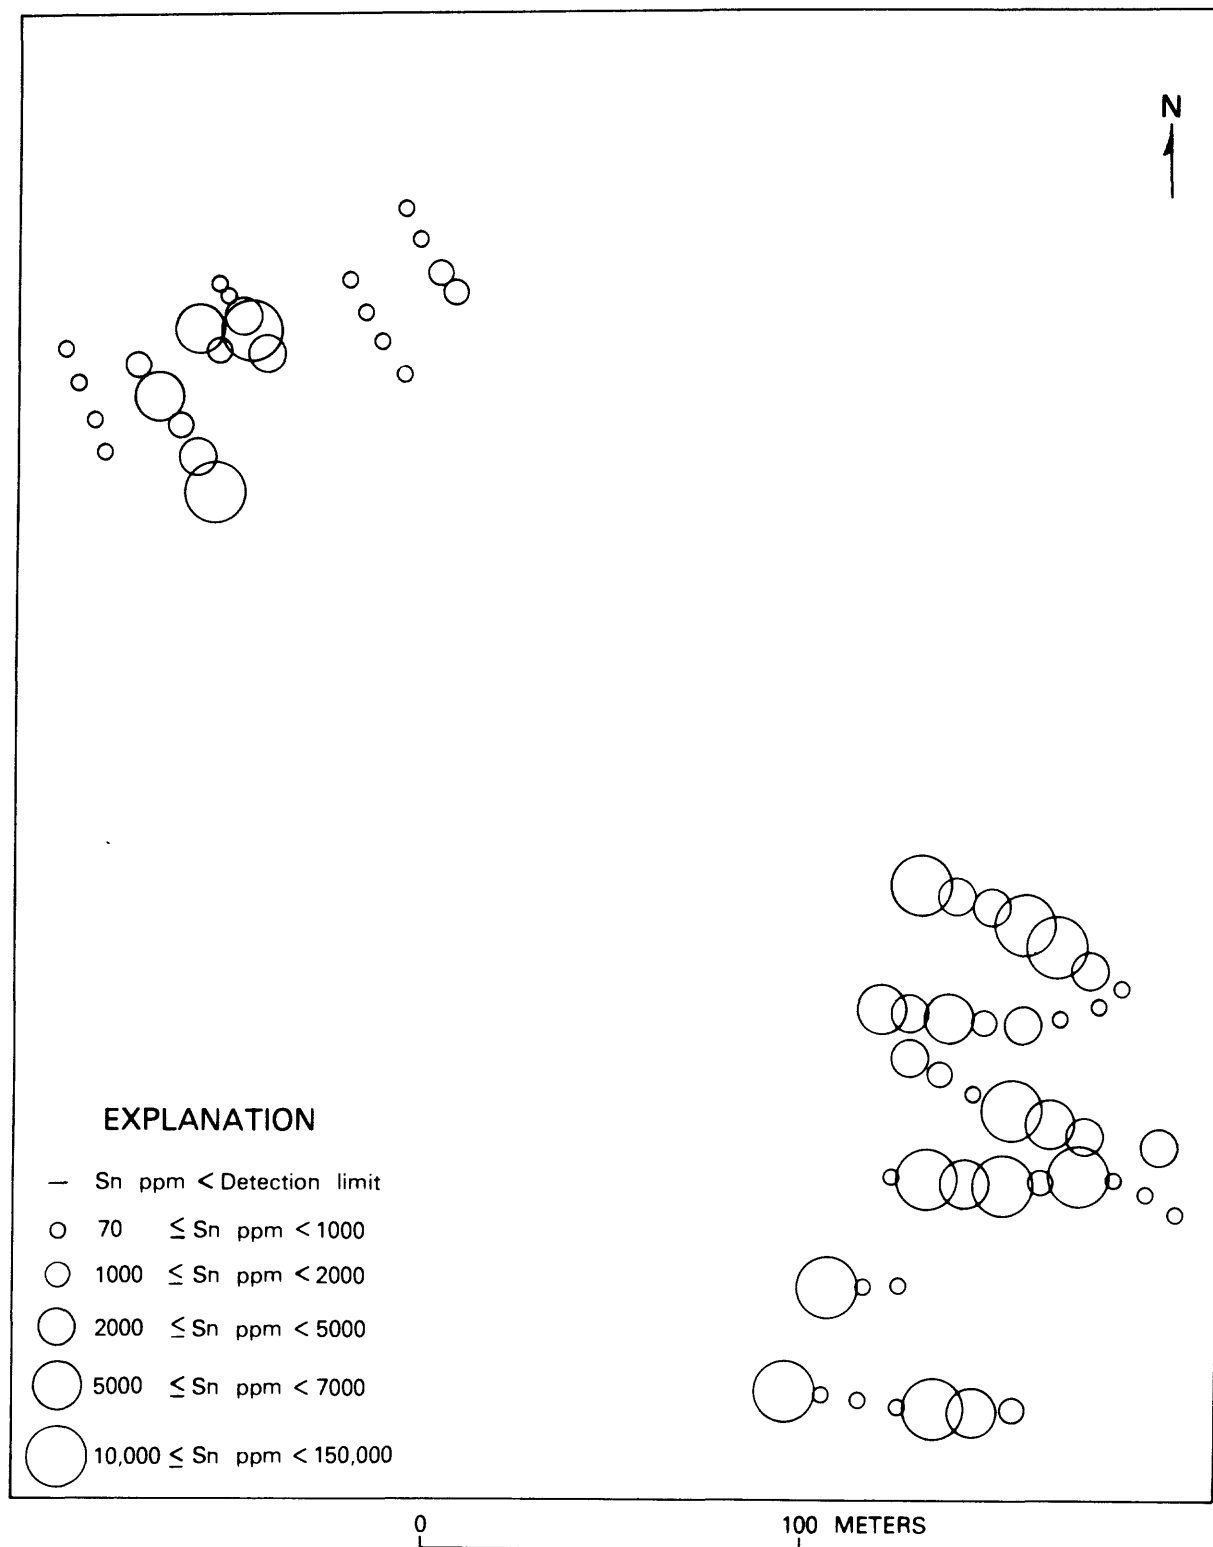 N
EXPLANATION
— Sn ppm < Detection limit
70 ≤ Sn ppm < 1000
1000 ≤ Sn ppm < 2000
2000 ≤ Sn ppm < 5000
5000 ≤ Sn ppm < 7000
10,000 ≤ Sn ppm < 150,000
0 100 METERS